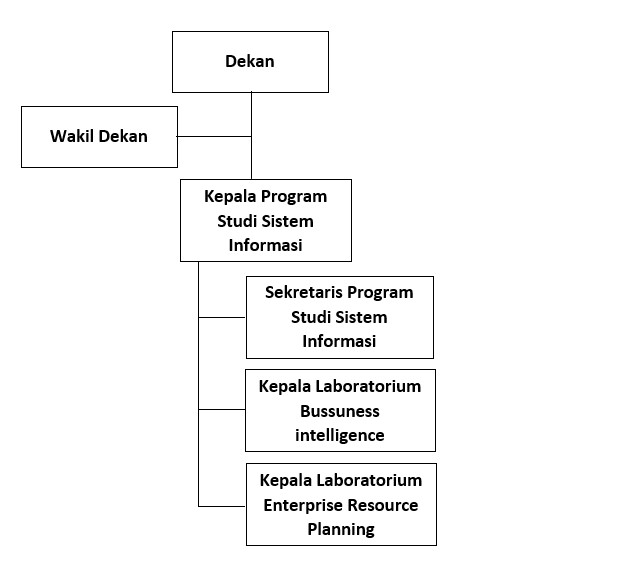 Dekan
Wakil Dekan
Kepala Program
Studi Sistem
Informasi
Sekretaris Program
Studi Sistem
Informasi
Kepala Laboratorium
Bussuness
intelligence
Kepala Laboratorium
Enterprise Resource
Planning